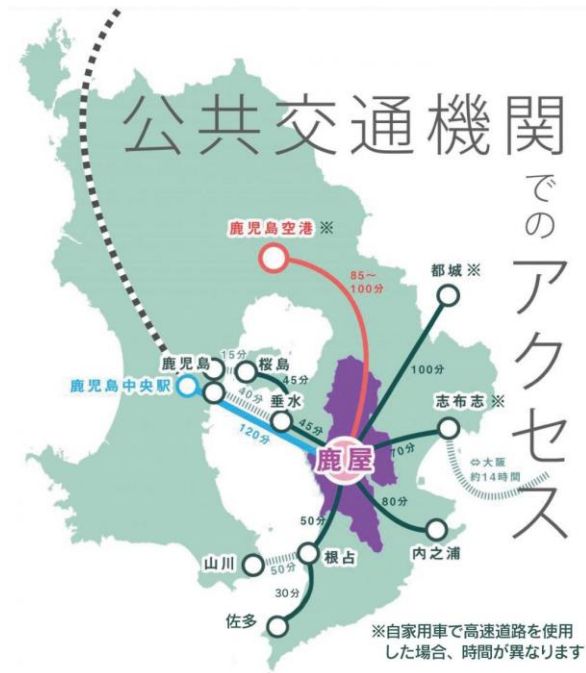 公共交通機関
での
アクセス
鹿児島空港 ※
85～
100分
都城 ※
100分
鹿児島
15分
桜島
45分
鹿児島中央駅
40分
垂水
45分
120分
志布志 ※
70分
鹿屋
⇔大阪
約14時間
80分
内之浦
50分
山川
50分
根占
30分
佐多
※自家用車で高速道路を使用
した場合、時間が異なります